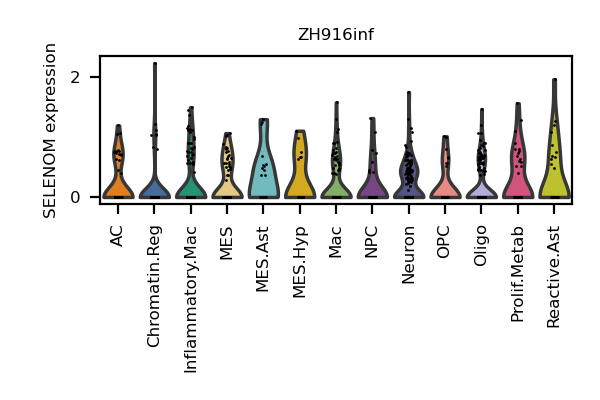 ZH916inf
SELENOM expression
2
0
AC
Chromatin.Reg
Inflammatory.Mac
MES
MES.Ast
MES.Hyp
Mac
NPC
Neuron
OPC
Oligo
Prolif.Metab
Reactive.Ast